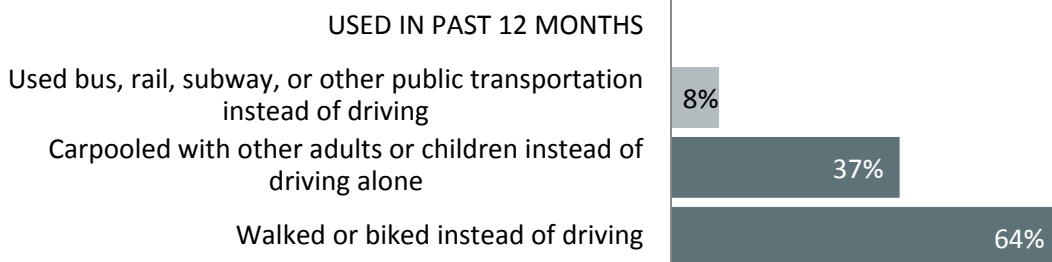 USED IN PAST 12 MONTHS
Used bus, rail, subway, or other public transportation
instead of driving
8%
Carpooled with other adults or children instead of
driving alone
37%
Walked or biked instead of driving
64%